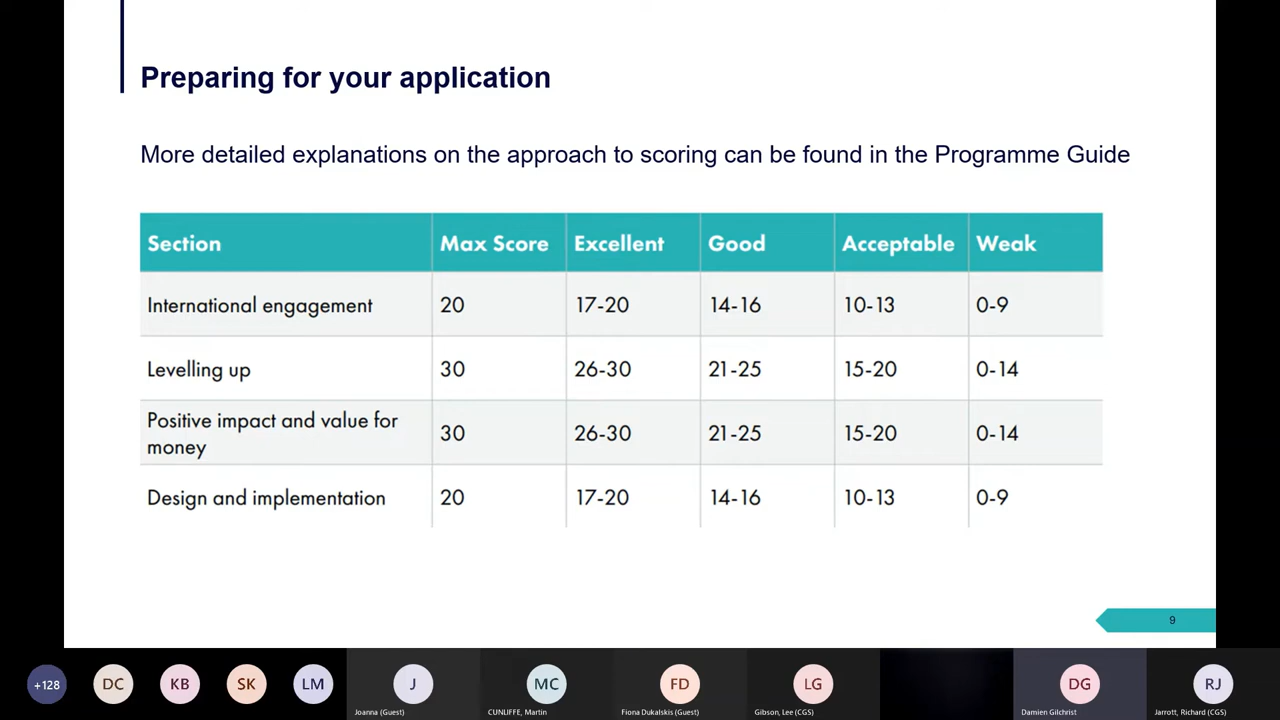 Preparing for your application
More detailed explanations on the approach to scoring can be found in the Programme Guide
Section Max Score Excellent Good Acceptable Weak
International engagement 20 17-20 14-16 10-13 0-9
Levelling up 30 26-30 21-25 15-20 0-14
Positive impact and value for
money 30 26-30 21-25 15-20 0-14
Design and implementation 20 17-20 14-16 10-13 0-9
9
+128 DC KB SK LM J MC FD LG DG RJ
Joanna (Guest) CUNLIFFE, Martin Fiona Dukalskis (Guest) Gibson, Lee (CGS) Damien Gilchrist Jarrott, Richard (CGS)